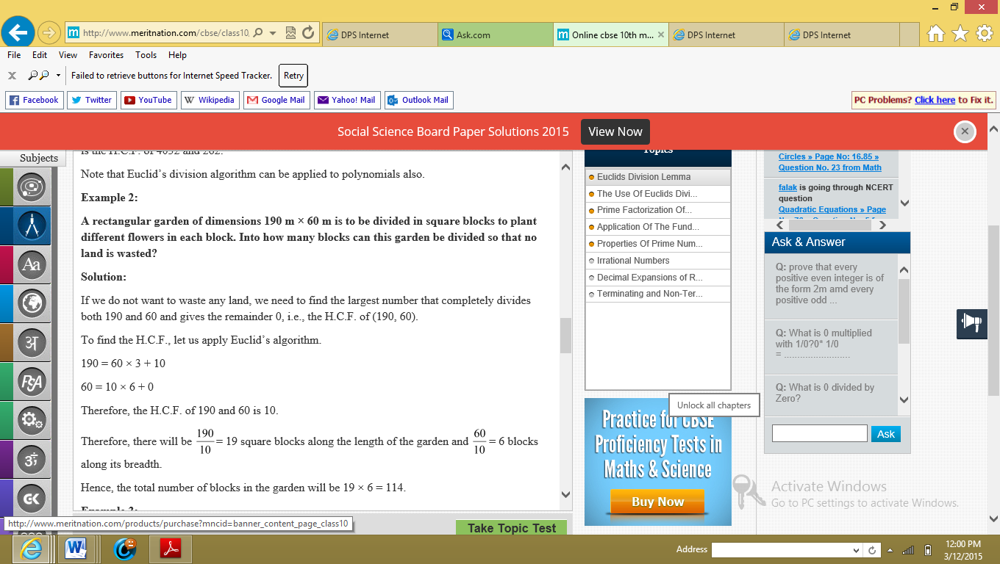 http://www.meritnation.com/cbse/class10,
DPS Internet
Ask.com
Online cbse 10th m...
DPS Internet
DPS Internet
File Edit View Favorites Tools Help
Failed to retrieve buttons for Internet Speed Tracker. Retry
Facebook Twitter YouTube Wikipedia Google Mail Yahoo! Mail Outlook Mail PC Problems? Click here to Fix it.
Social Science Board Paper Solutions 2015 View Now
Subjects
Aa
अ
FSA
ॐ
GK
is the H.C.F. of 4052 and 262.
Note that Euclid’s division algorithm can be applied to polynomials also.
Example 2:
A rectangular garden of dimensions 190 m × 60 m is to be divided in square blocks to plant
different flowers in each block. Into how many blocks can this garden be divided so that no
land is wasted?
Solution:
If we do not want to waste any land, we need to find the largest number that completely divides
both 190 and 60 and gives the remainder 0, i.e., the H.C.F. of (190, 60).
To find the H.C.F., let us apply Euclid’s algorithm.
190 = 60 × 3 + 10
60 = 10 × 6 + 0
Therefore, the H.C.F. of 190 and 60 is 10.
Therefore, there will be 190/10 = 19 square blocks along the length of the garden and 60/10 = 6 blocks
along its breadth.
Hence, the total number of blocks in the garden will be 19 × 6 = 114.
Example 3:
Take Topic Test
http://www.meritnation.com/products/purchase?mncid=banner_content_page_class10
Topics
Euclids Division Lemma
The Use Of Euclids Divi...
Prime Factorization Of...
Application Of The Fund...
Properties Of Prime Num...
Irrational Numbers
Decimal Expansions of R...
Terminating and Non-Ter...
Unlock all chapters
Practice for CBSE
Proficiency Tests in
Maths & Science
Buy Now
Circles » Page No: 16.85 »
Question No. 23 from Math
falak is going through NCERT
question
Quadratic Equations » Page
Ask & Answer
Q: prove that every
positive even integer is of
the form 2m amd every
positive odd ...
Q: What is 0 multiplied
with 1/0?0* 1/0
= ..........................
Q: What is 0 divided by
Zero?
Ask
Activate Windows
Go to PC settings to activate Windows.
Address
12:00 PM
3/12/2015